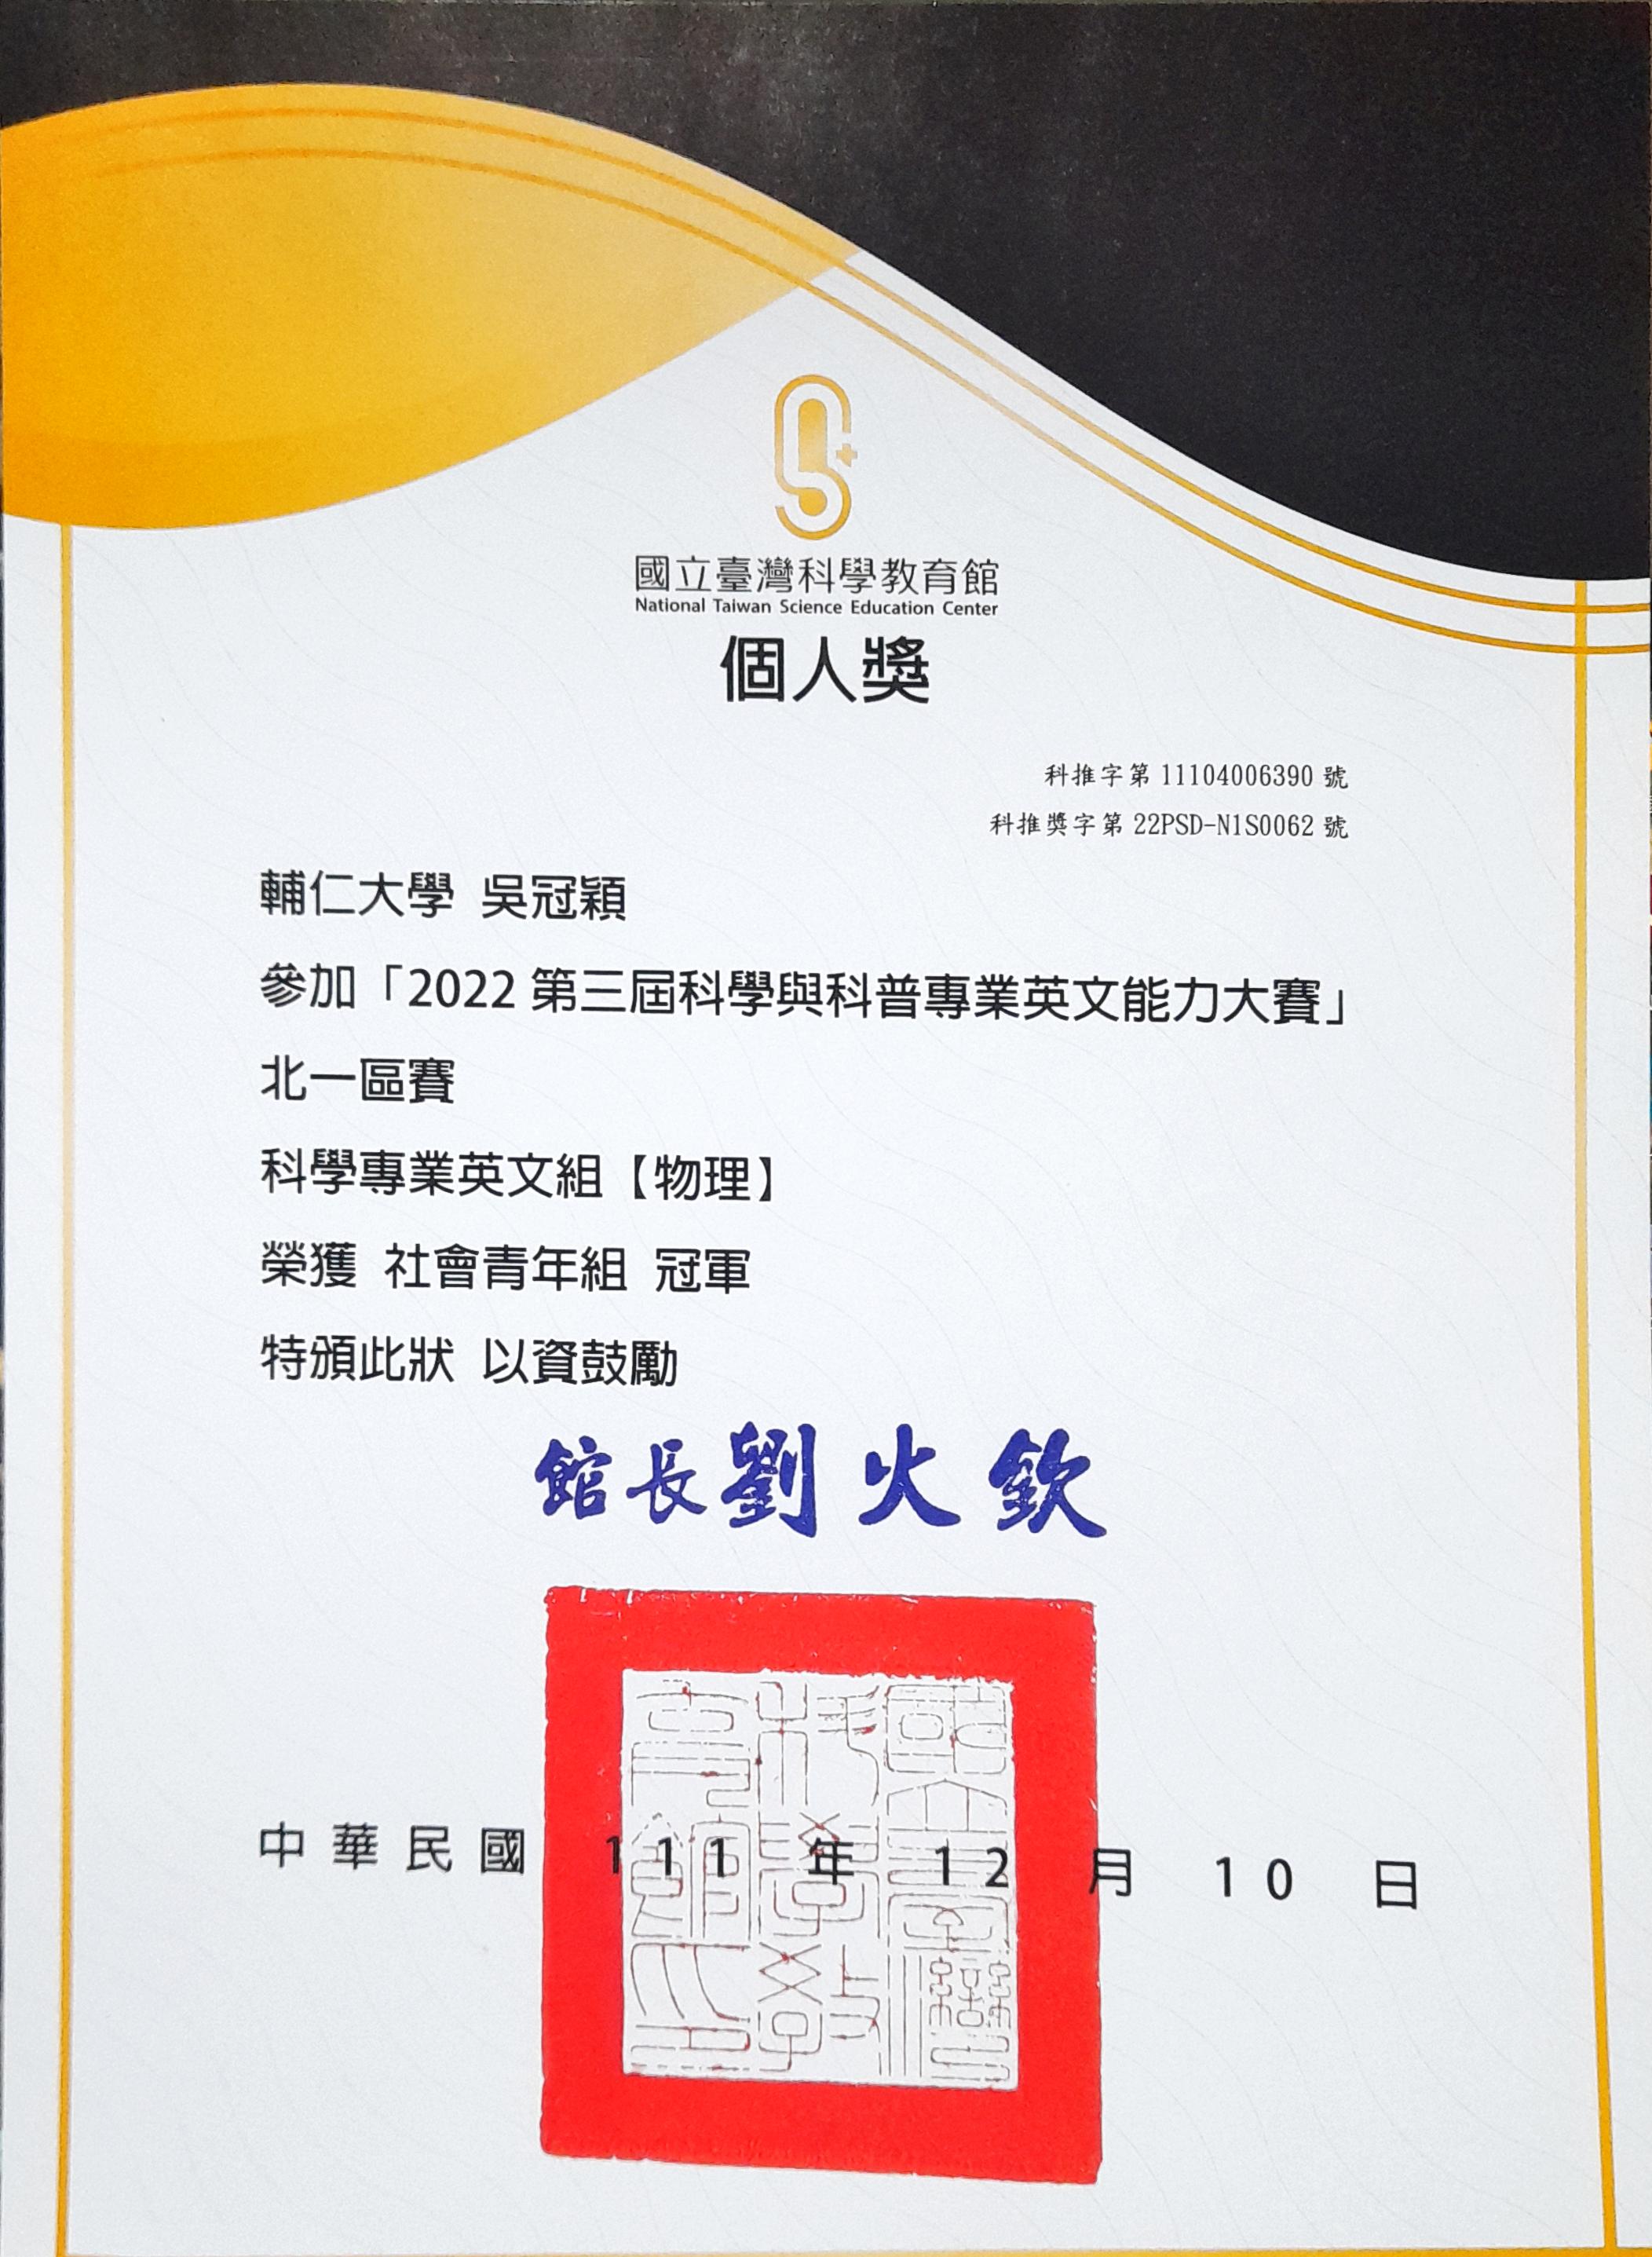 國立臺灣科學教育館
National Taiwan Science Education Center
個人獎
科推字第 11104006390 號
科推獎字第 22PSD-N1S0062 號
輔仁大學 吳冠穎
參加「2022 第三屆科學與科普專業英文能力大賽」
北一區賽
科學專業英文組【物理】
榮獲 社會青年組 冠軍
特頒此狀 以資鼓勵
館長劉火欽
國立臺灣科學教育館印
中華民國 111 年 12 月 10 日